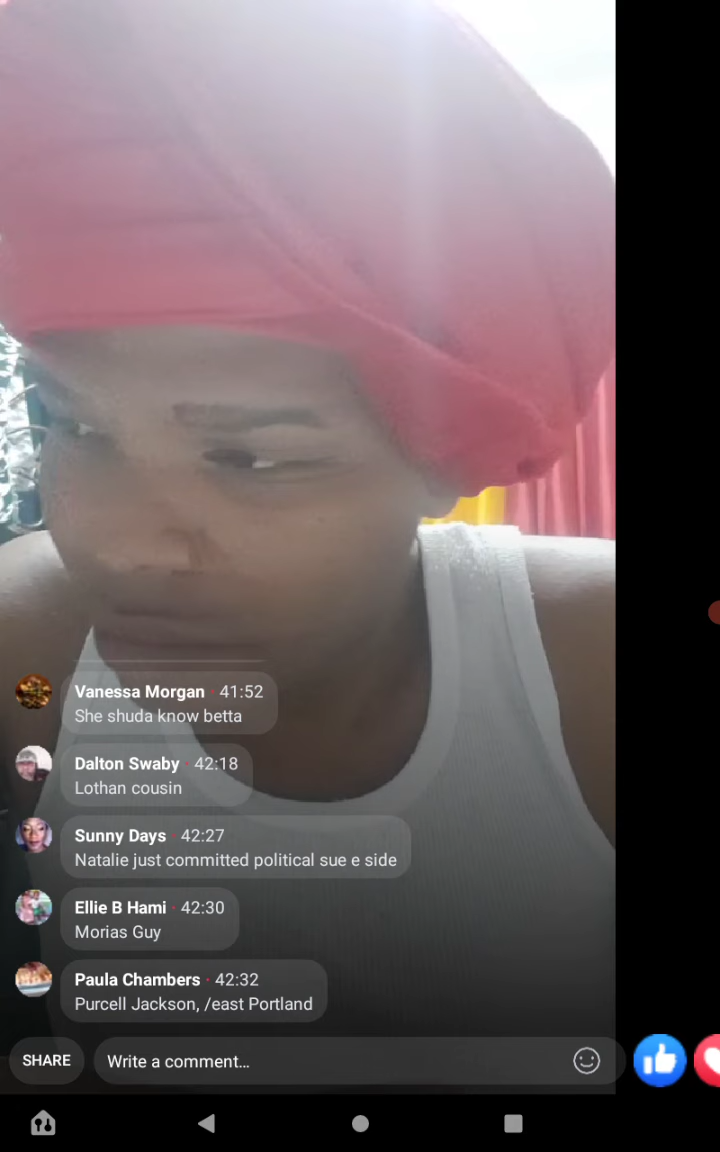 Vanessa Morgan · 41:52
She shuda know betta
Dalton Swaby · 42:18
Lothan cousin
Sunny Days · 42:27
Natalie just committed political sue e side
Ellie B Hami · 42:30
Morias Guy
Paula Chambers · 42:32
Purcell Jackson, /east Portland
SHARE
Write a comment...